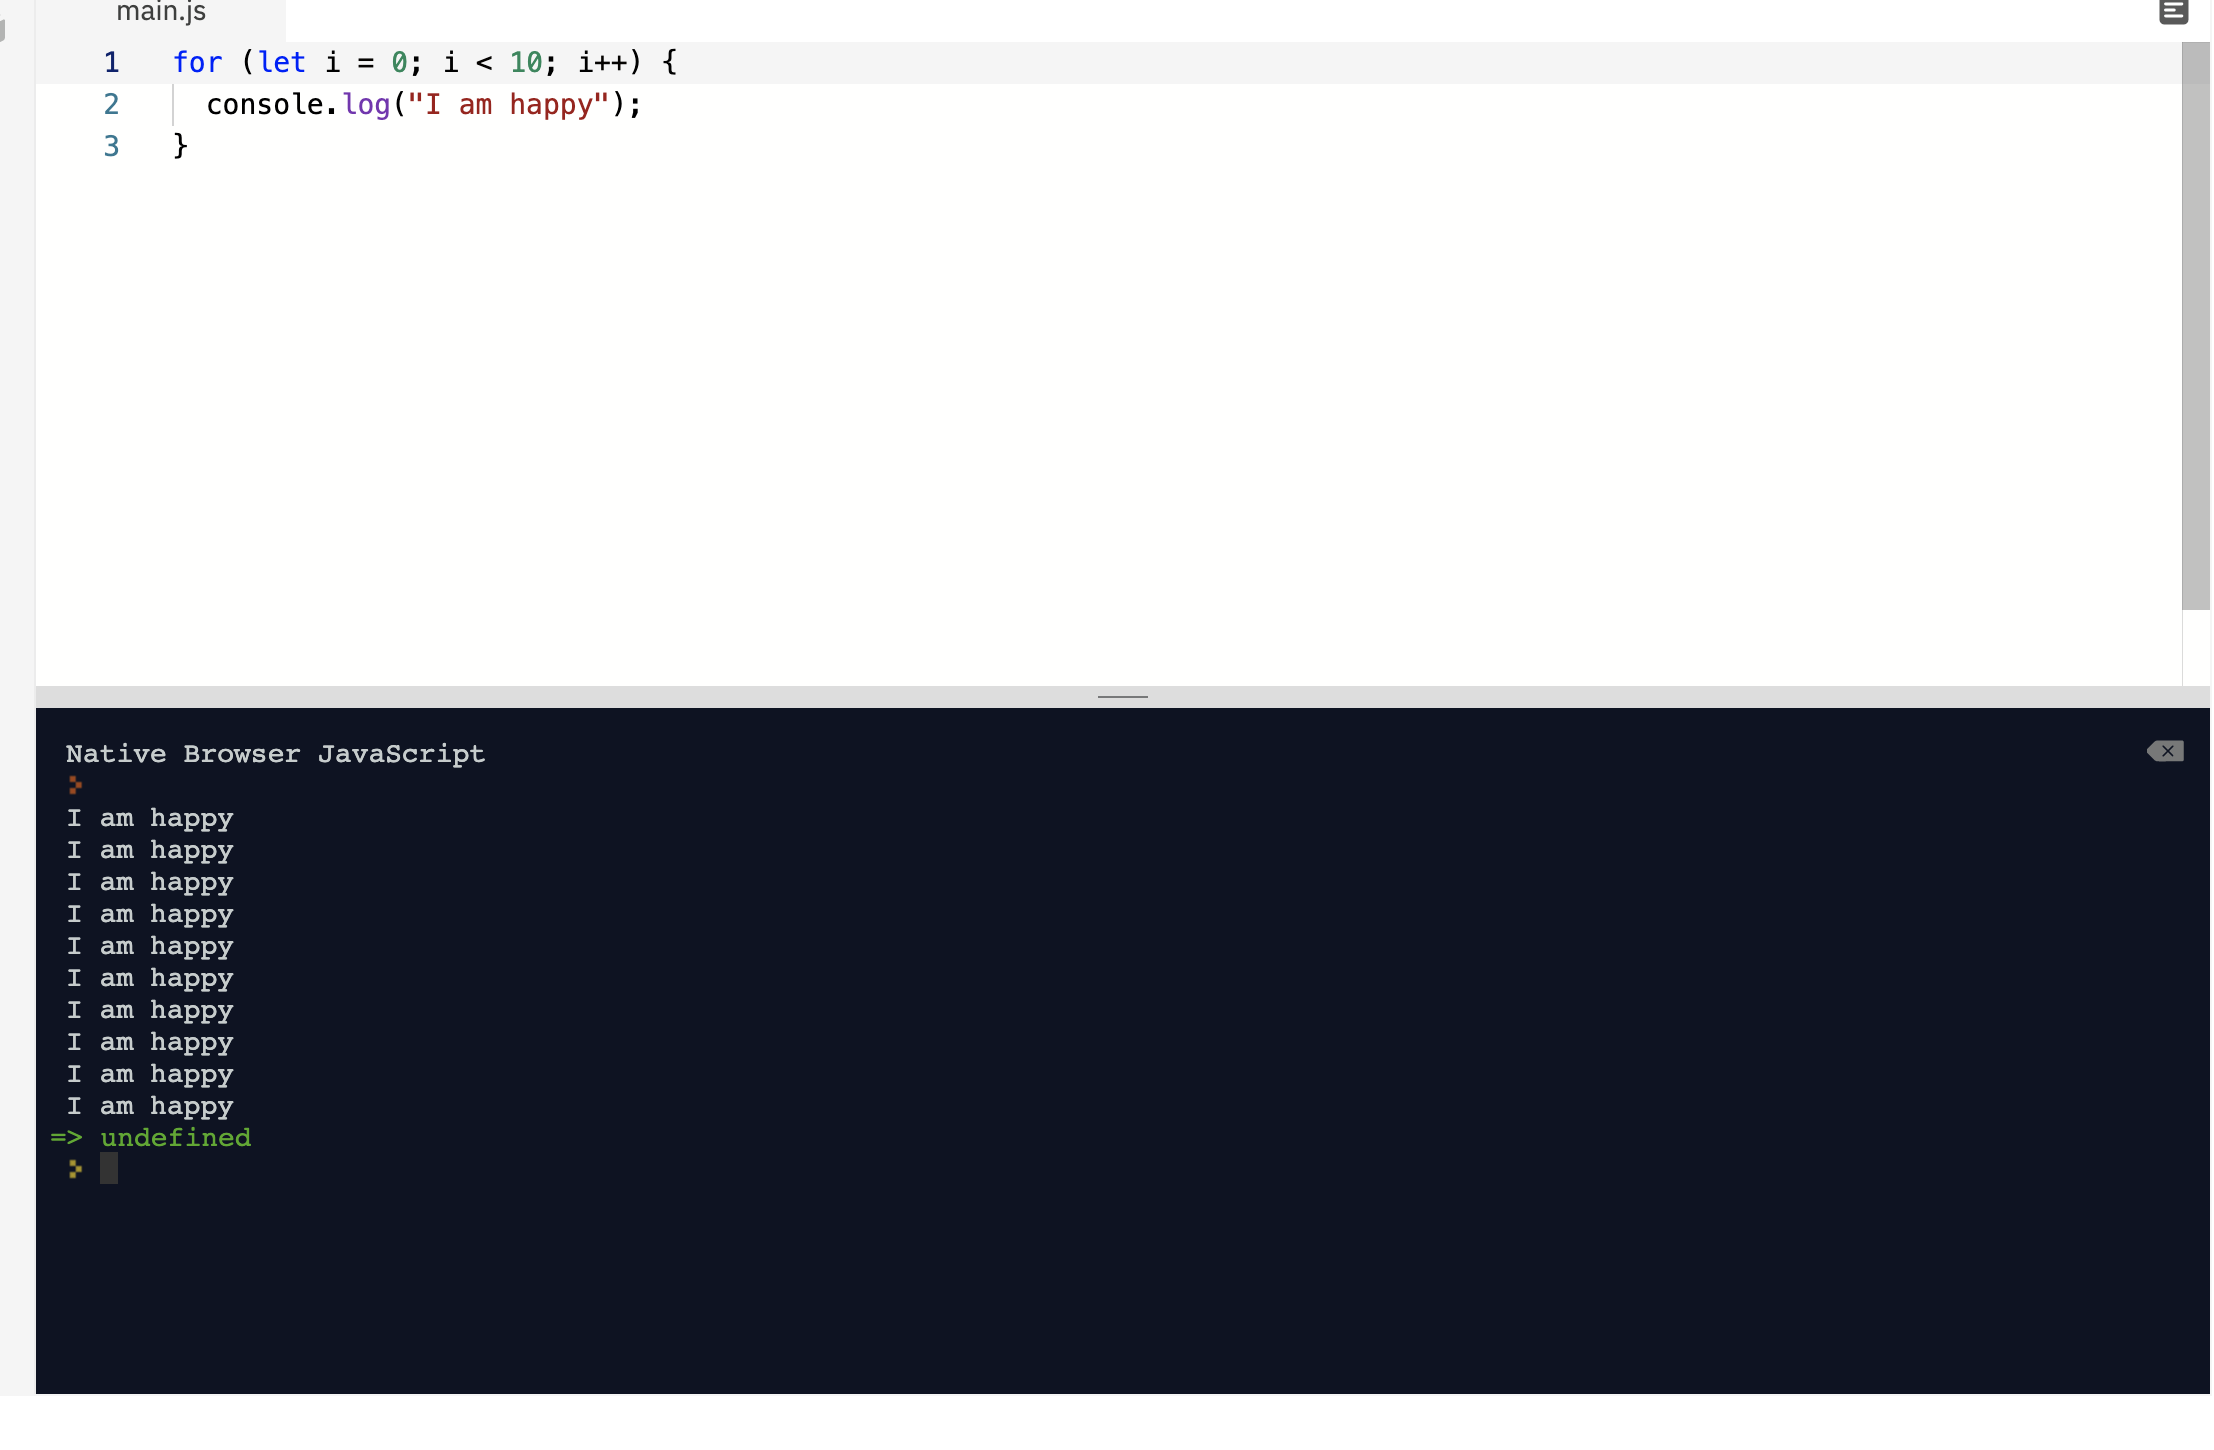 main.js
1 for (let i = 0; i < 10; i++) {
2 console.log("I am happy");
3 }
Native Browser JavaScript
I am happy
I am happy
I am happy
I am happy
I am happy
I am happy
I am happy
I am happy
I am happy
I am happy
=> undefined